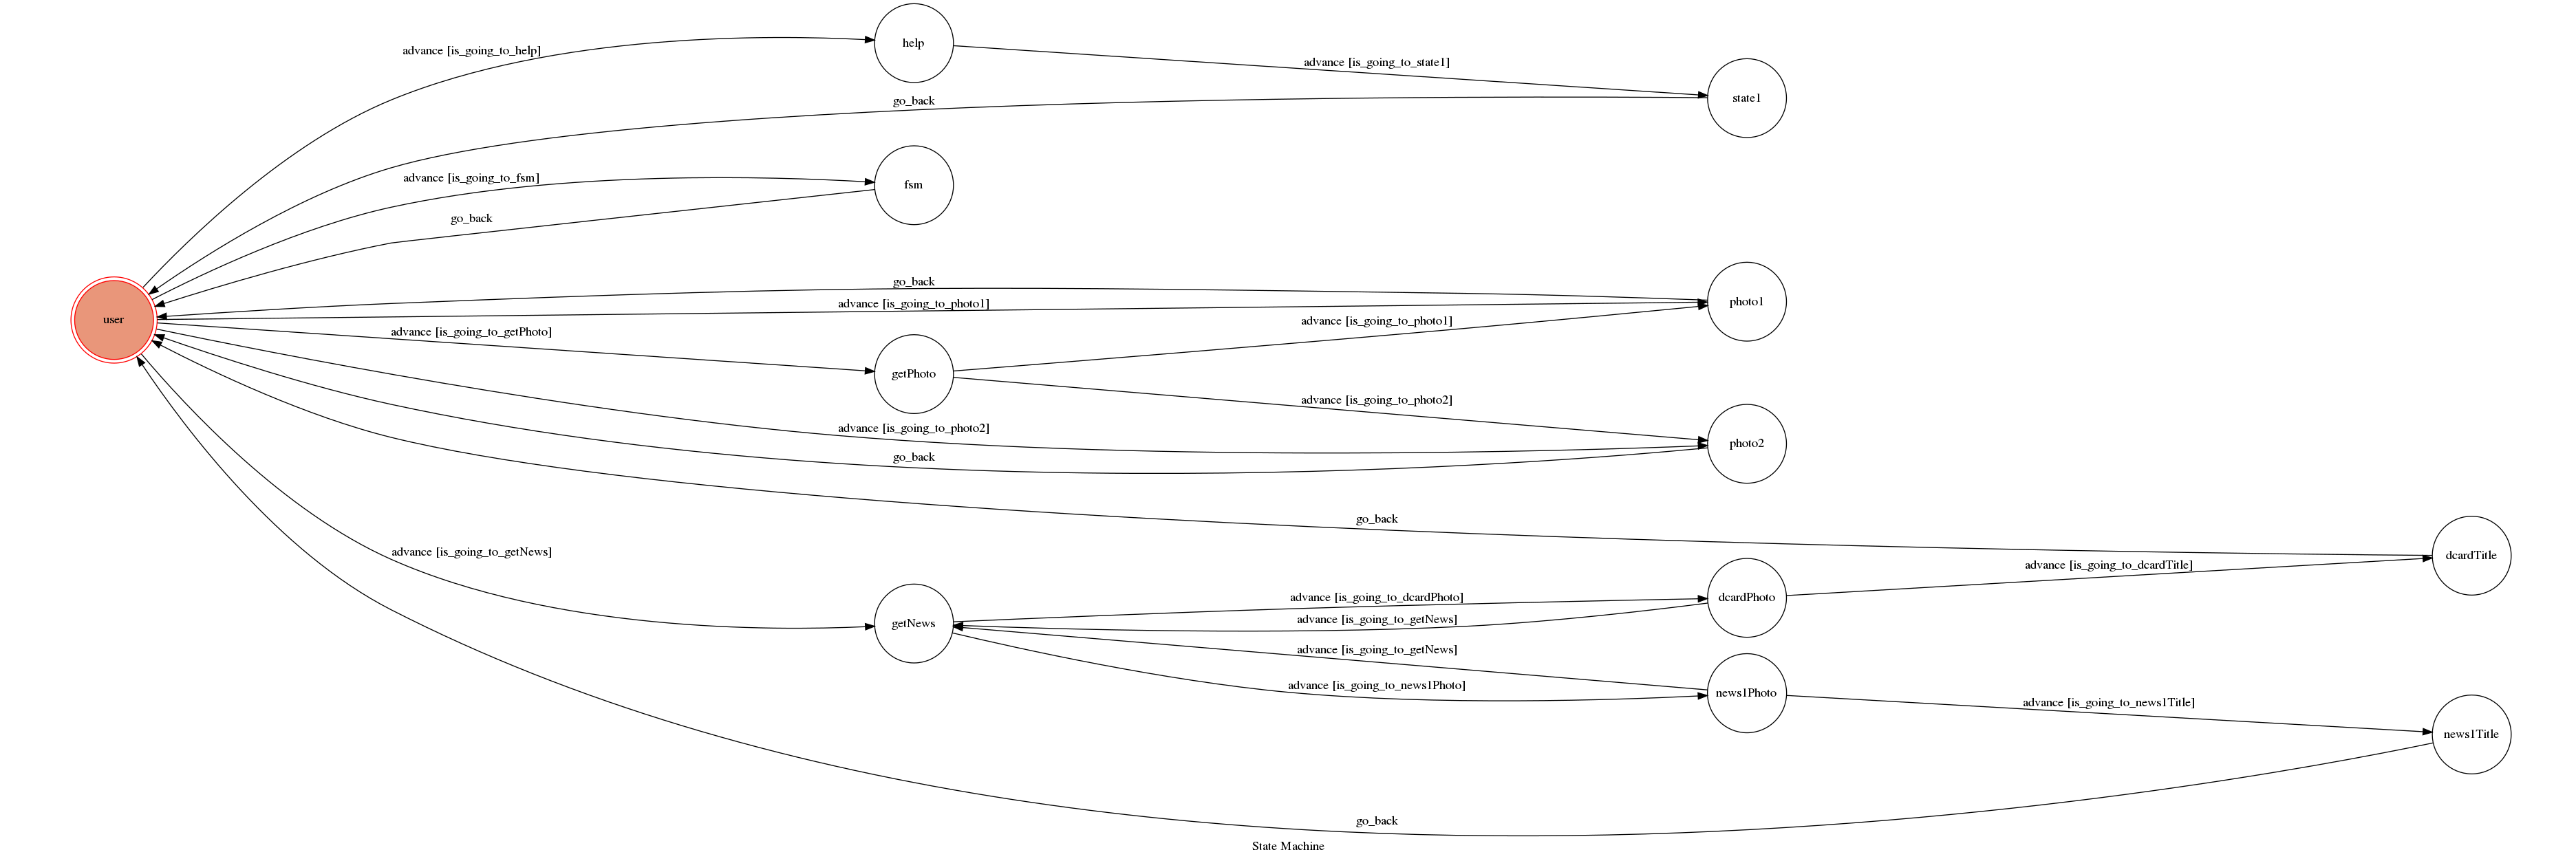 help
advance [is_going_to_help]
advance [is_going_to_state1]
state1
go_back
advance [is_going_to_fsm]
fsm
go_back
go_back
photo1
advance [is_going_to_photo1]
user
advance [is_going_to_photo1]
advance [is_going_to_getPhoto]
getPhoto
advance [is_going_to_photo2]
advance [is_going_to_photo2]
photo2
go_back
go_back
advance [is_going_to_getNews]
dcardTitle
advance [is_going_to_dcardTitle]
advance [is_going_to_dcardPhoto]
dcardPhoto
advance [is_going_to_getNews]
getNews
advance [is_going_to_getNews]
advance [is_going_to_news1Photo]
news1Photo
advance [is_going_to_news1Title]
news1Title
go_back
State Machine